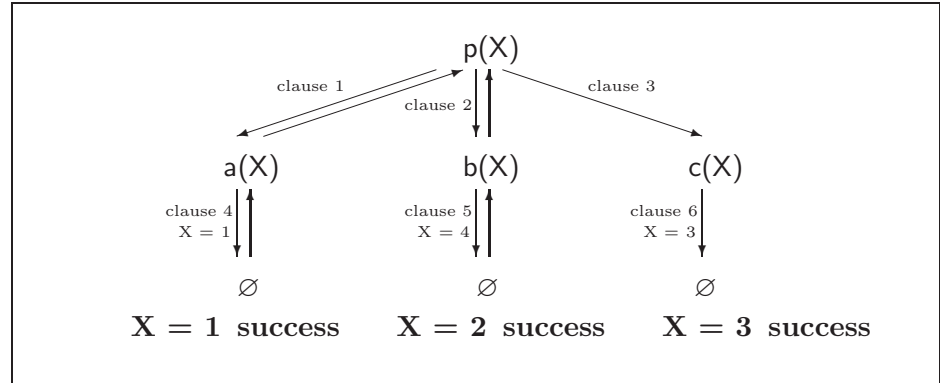 p(X)
clause 1
clause 2
clause 3
a(X)
b(X)
c(X)
clause 4
X = 1
clause 5
X = 4
clause 6
X = 3
∅
∅
∅
X = 1 success
X = 2 success
X = 3 success